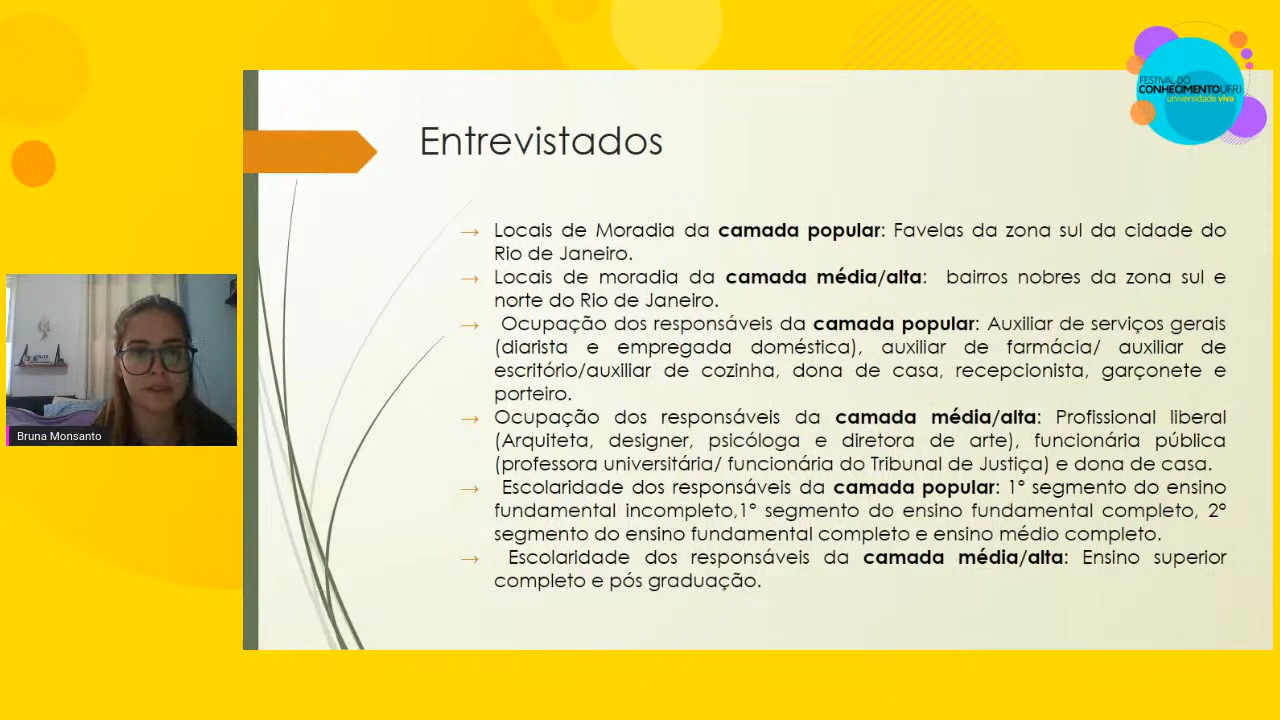 FESTIVAL DO
CONHECIMENTOUFRJ
universidade viva
Entrevistados
→ Locais de Moradia da camada popular: Favelas da zona sul da cidade do
Rio de Janeiro.
→ Locais de moradia da camada média/alta: bairros nobres da zona sul e
norte do Rio de Janeiro.
→ Ocupação dos responsáveis da camada popular: Auxiliar de serviços gerais
(diarista e empregada doméstica), auxiliar de farmácia/ auxiliar de
escritório/auxiliar de cozinha, dona de casa, recepcionista, garçonete e
porteiro.
→ Ocupação dos responsáveis da camada média/alta: Profissional liberal
(Arquiteta, designer, psicóloga e diretora de arte), funcionária pública
(professora universitária/ funcionária do Tribunal de Justiça) e dona de casa.
→ Escolaridade dos responsáveis da camada popular: 1º segmento do ensino
fundamental incompleto,1º segmento do ensino fundamental completo, 2º
segmento do ensino fundamental completo e ensino médio completo.
→ Escolaridade dos responsáveis da camada média/alta: Ensino superior
completo e pós graduação.
Bruna Monsanto